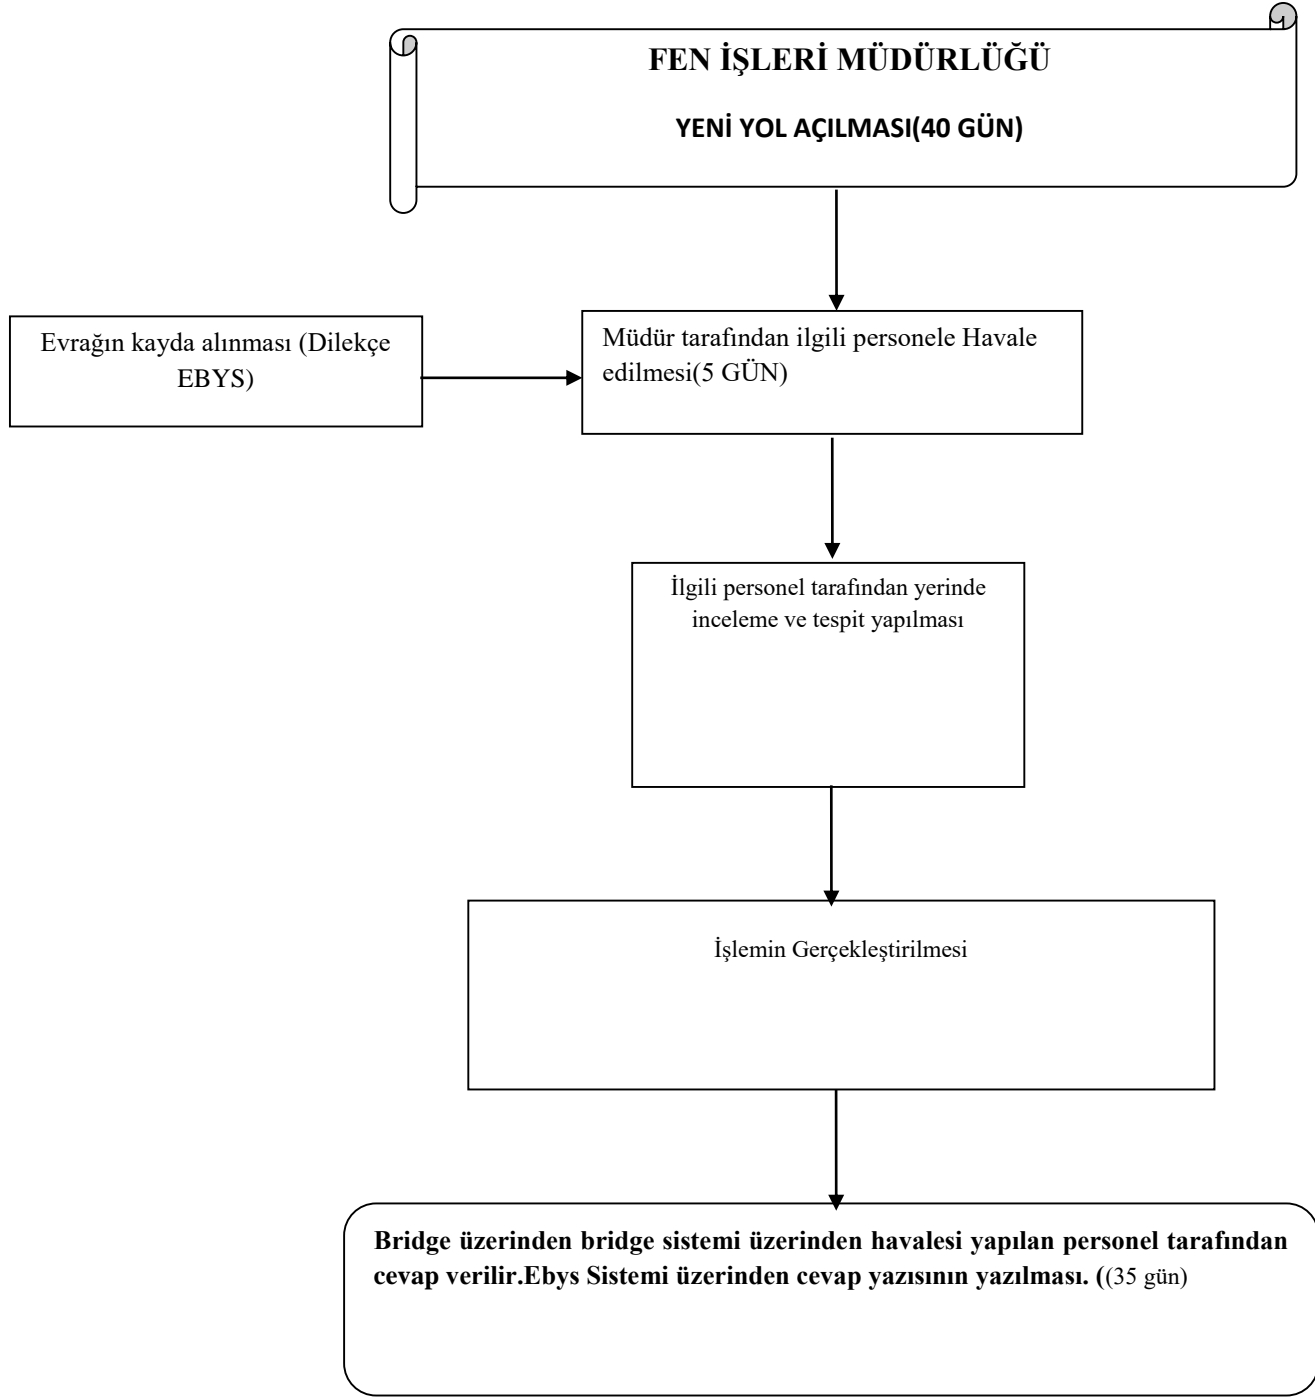 FEN İŞLERİ MÜDÜRLÜĞÜ
YENİ YOL AÇILMASI(40 GÜN)
Evrağın kayda alınması (Dilekçe
EBYS)
Müdür tarafından ilgili personele Havale
edilmesi(5 GÜN)
İlgili personel tarafından yerinde
inceleme ve tespit yapılması
İşlemin Gerçekleştirilmesi
Bridge üzerinden bridge sistemi üzerinden havalesi yapılan personel tarafından
cevap verilir.Ebys Sistemi üzerinden cevap yazısının yazılması. ((35 gün)